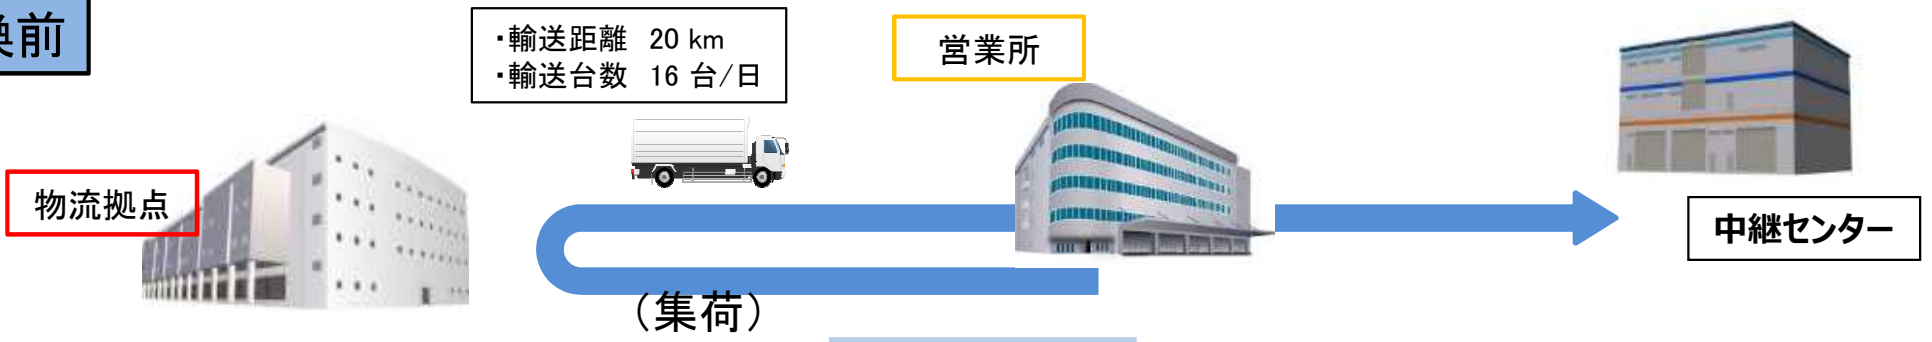 換前
・輸送距離 20 km
・輸送台数 16 台/日
営業所
物流拠点
中継センター
(集荷)